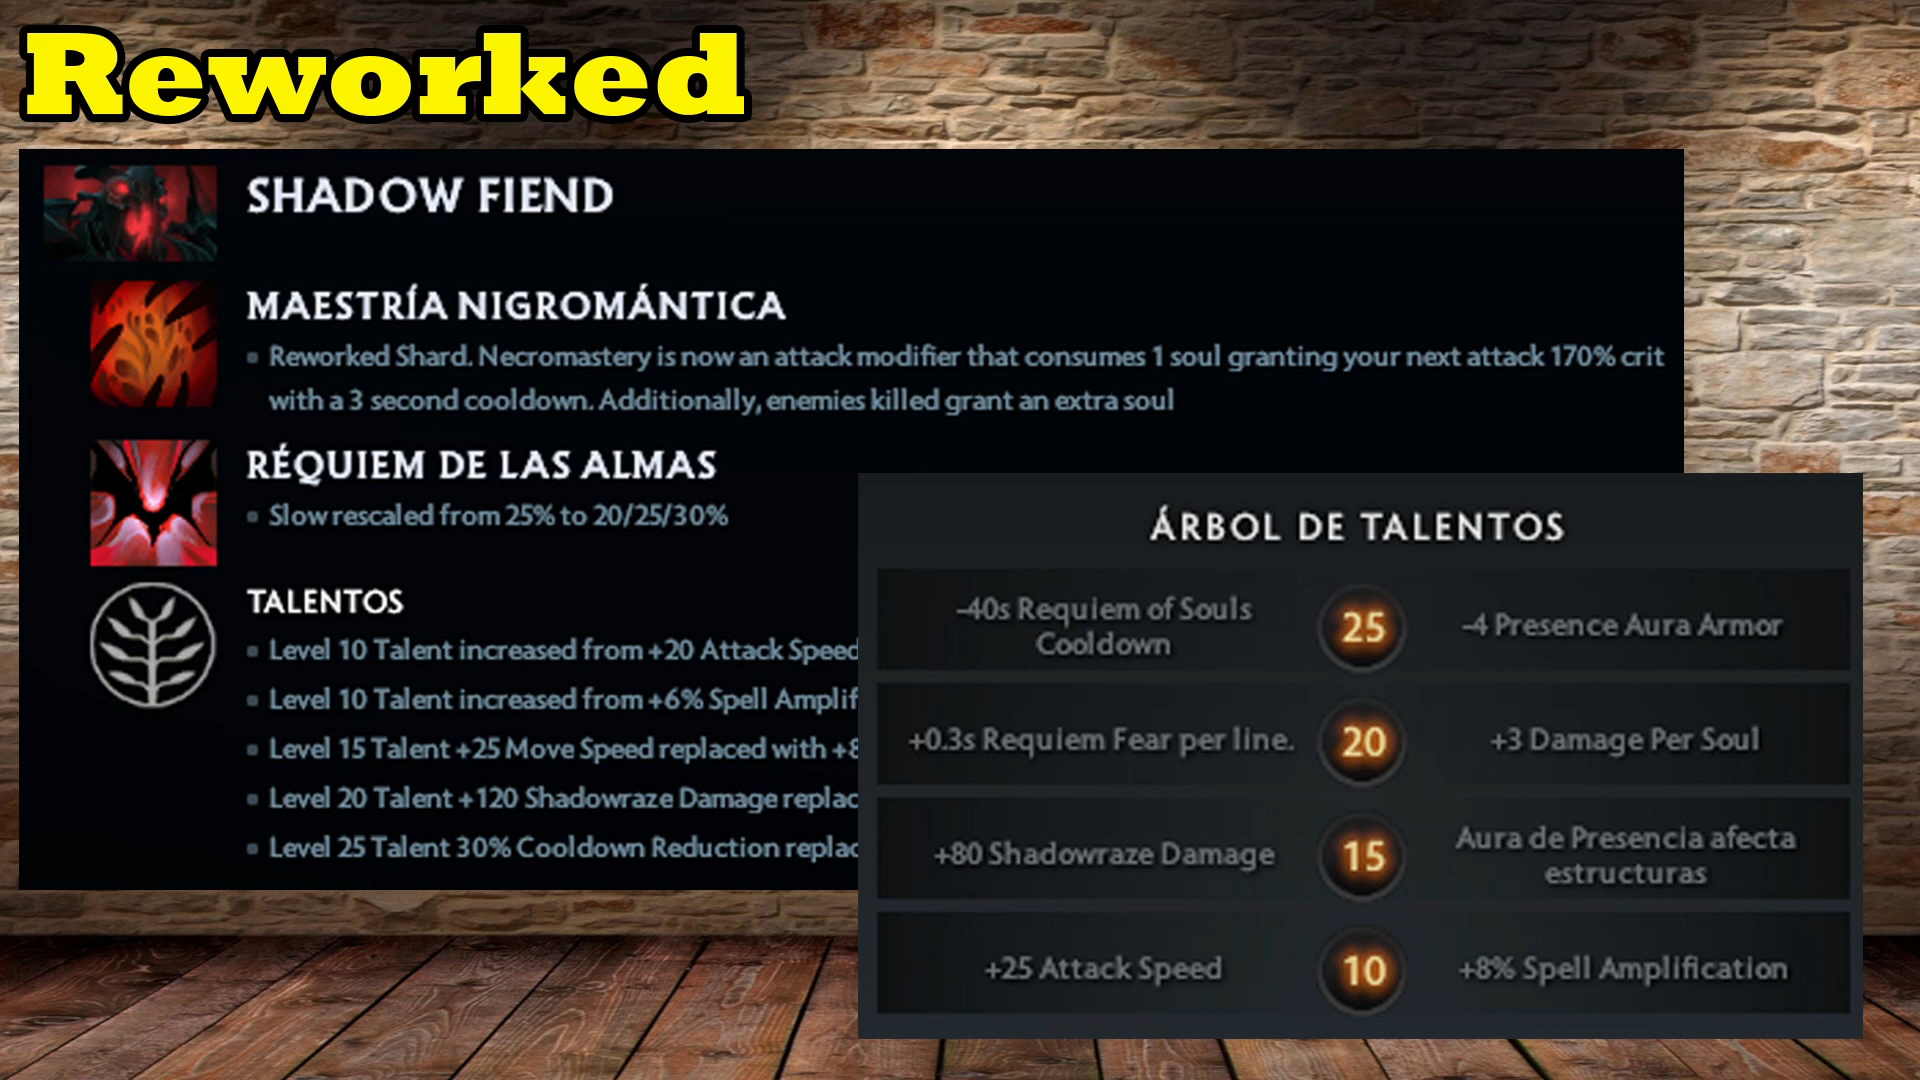 Reworked
SHADOW FIEND
MAESTRÍA NIGROMÁNTICA
Reworked Shard. Necromastery is now an attack modifier that consumes 1 soul granting your next attack 170% crit
with a 3 second cooldown. Additionally, enemies killed grant an extra soul
RÉQUIEM DE LAS ALMAS
Slow rescaled from 25% to 20/25/30%
TALENTOS
Level 10 Talent increased from +20 Attack Speed
Level 10 Talent increased from +6% Spell Amplif
Level 15 Talent +25 Move Speed replaced with +8
Level 20 Talent +120 Shadowraze Damage replac
Level 25 Talent 30% Cooldown Reduction replac
ÁRBOL DE TALENTOS
-40s Requiem of Souls
Cooldown
25
-4 Presence Aura Armor
+0.3s Requiem Fear per line.
20
+3 Damage Per Soul
+80 Shadowraze Damage
15
Aura de Presencia afecta
estructuras
+25 Attack Speed
10
+8% Spell Amplification